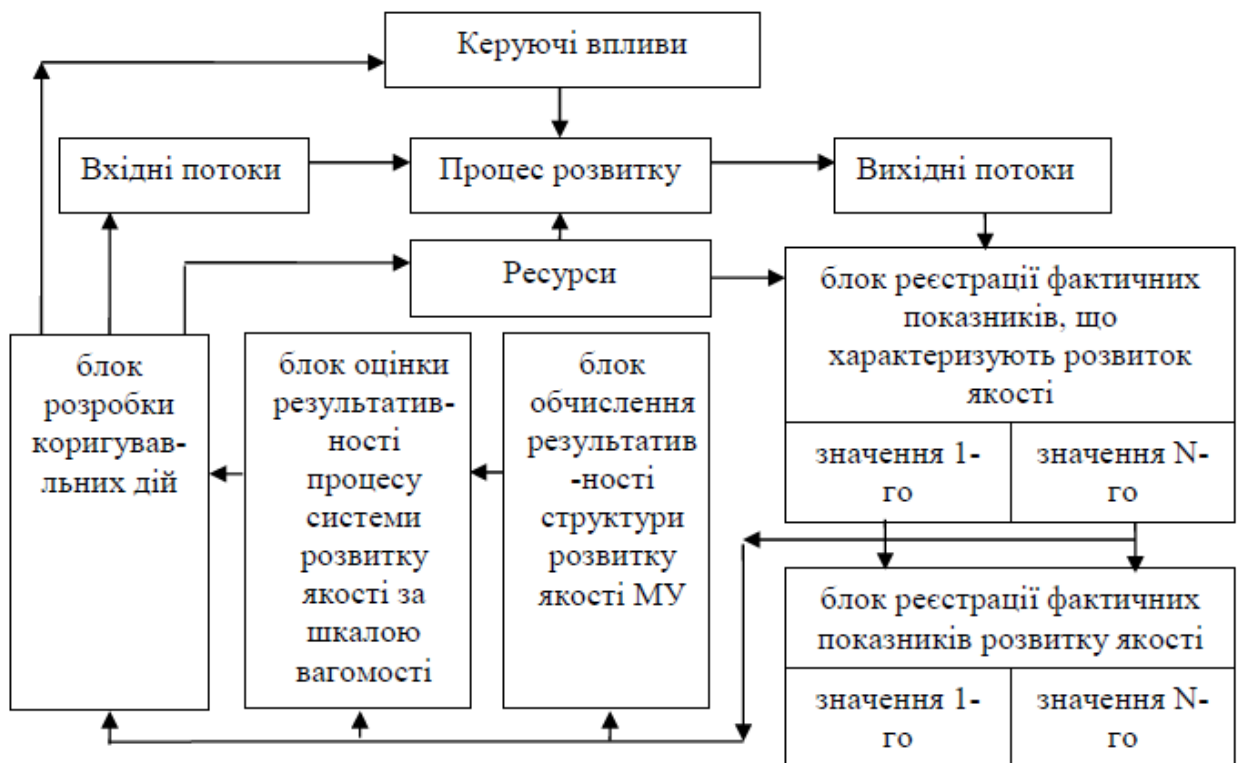 Керуючі впливи
Вхідні потоки
Процес розвитку
Вихідні потоки
Ресурси
блок реєстрації фактичних
показників, що
характеризують розвиток
якості
значення 1-
го
значення N-
го
блок
розробки
коригував-
льних дій
блок оцінки
результатив-
ності
процесу
системи
розвитку
якості за
шкалою
вагомості
блок
обчислення
результатив
-ності
структури
розвитку
якості МУ
блок реєстрації фактичних
показників розвитку якості
значення 1-
го
значення N-
го